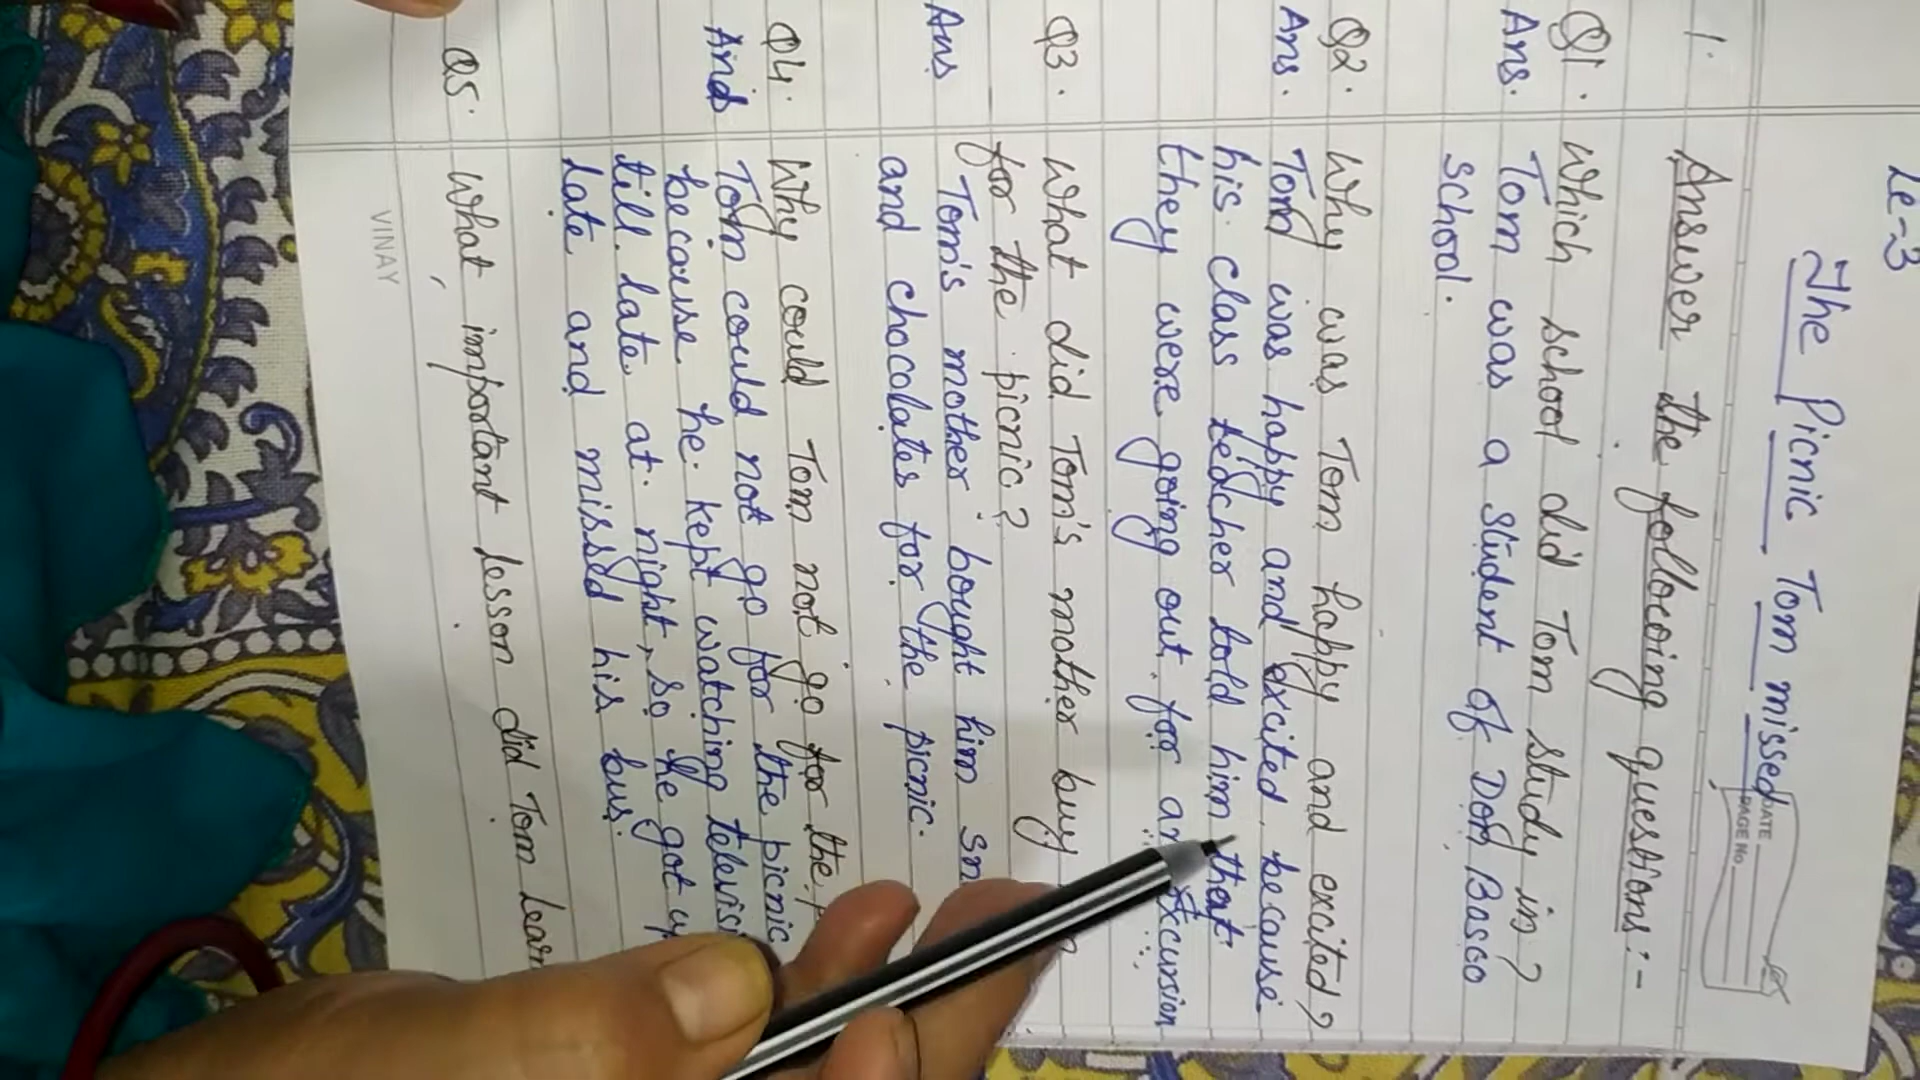 Le-3
The Picnic Tom missed
DATE
PAGE No.
1. Answer the following questions:-
Q1. Which school did Tom study in?
Ans. Tom was a student of Dom Basco
school.
Q2. Why was Tom happy and excited?
Ans. Tom was happy and excited because
his class teacher told him that
they were going out for an Excursion
Q3. What did Tom's mother buy
for the picnic?
Ans Tom's mother bought him
and chocolates for the picnic.
Q4. Why could Tom not go for the
Ans Tom could not go for the picnic
because he kept watching
till late at night, so he got up
late and missed his bus.
Q5. What important lesson did Tom learn
VINAY